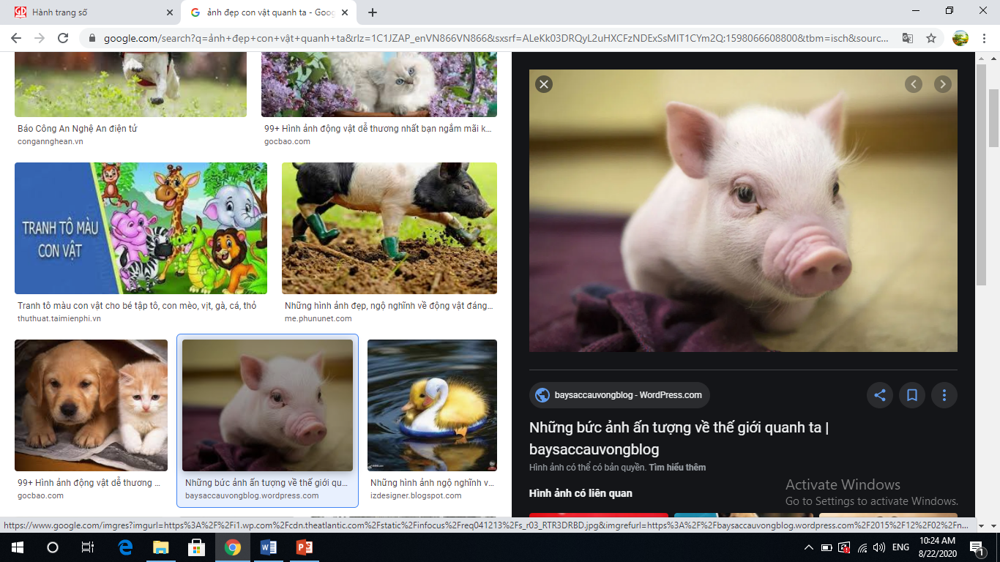 Hành trang số
ảnh đẹp con vật quanh ta - Goog
google.com/search?q=ảnh+đẹp+con+vật+quanh+ta&rlz=1C1JZAP_enVN866VN866&sxsrf=ALeKk03DRQyL2uHXCFzNDExSsMIT1CYm2Q:1598066608800&tbm=isch&sourc...
Báo Công An Nghệ An điện tử
congannghean.vn
99+ Hình ảnh động vật dễ thương nhất bạn ngắm mãi k...
gocbao.com
TRANH TÔ MÀU
CON VẬT
Tranh tô màu con vật cho bé tập tô, con mèo, vịt, gà, cá, thỏ
thuthuat.taimienphi.vn
Những hình ảnh đẹp, ngộ nghĩnh về động vật đáng...
me.phununet.com
99+ Hình ảnh động vật dễ thương ...
gocbao.com
Những bức ảnh ấn tượng về thế giới qu...
baysaccauvongblog.wordpress.com
Những hình ảnh ngộ nghĩnh v...
izdesigner.blogspot.com
baysaccauvongblog - WordPress.com
Những bức ảnh ấn tượng về thế giới quanh ta |
baysaccauvongblog
Hình ảnh có thể có bản quyền. Tìm hiểu thêm
Hình ảnh có liên quan
Activate Windows
Go to Settings to activate Windows.
https://www.google.com/imgres?imgurl=https%3A%2F%2Fi1.wp.com%2Fcdn.theatlantic.com%2Fstatic%2Finfocus%2Freq041213%2Fs_r03_RTR3DRBD.jpg&imgrefurl=https%3A%2F%2Fbaysaccauvongblog.wordpress.com%2F2015%2F12%2F02%2Fn...
ENG
10:24 AM
8/22/2020
1